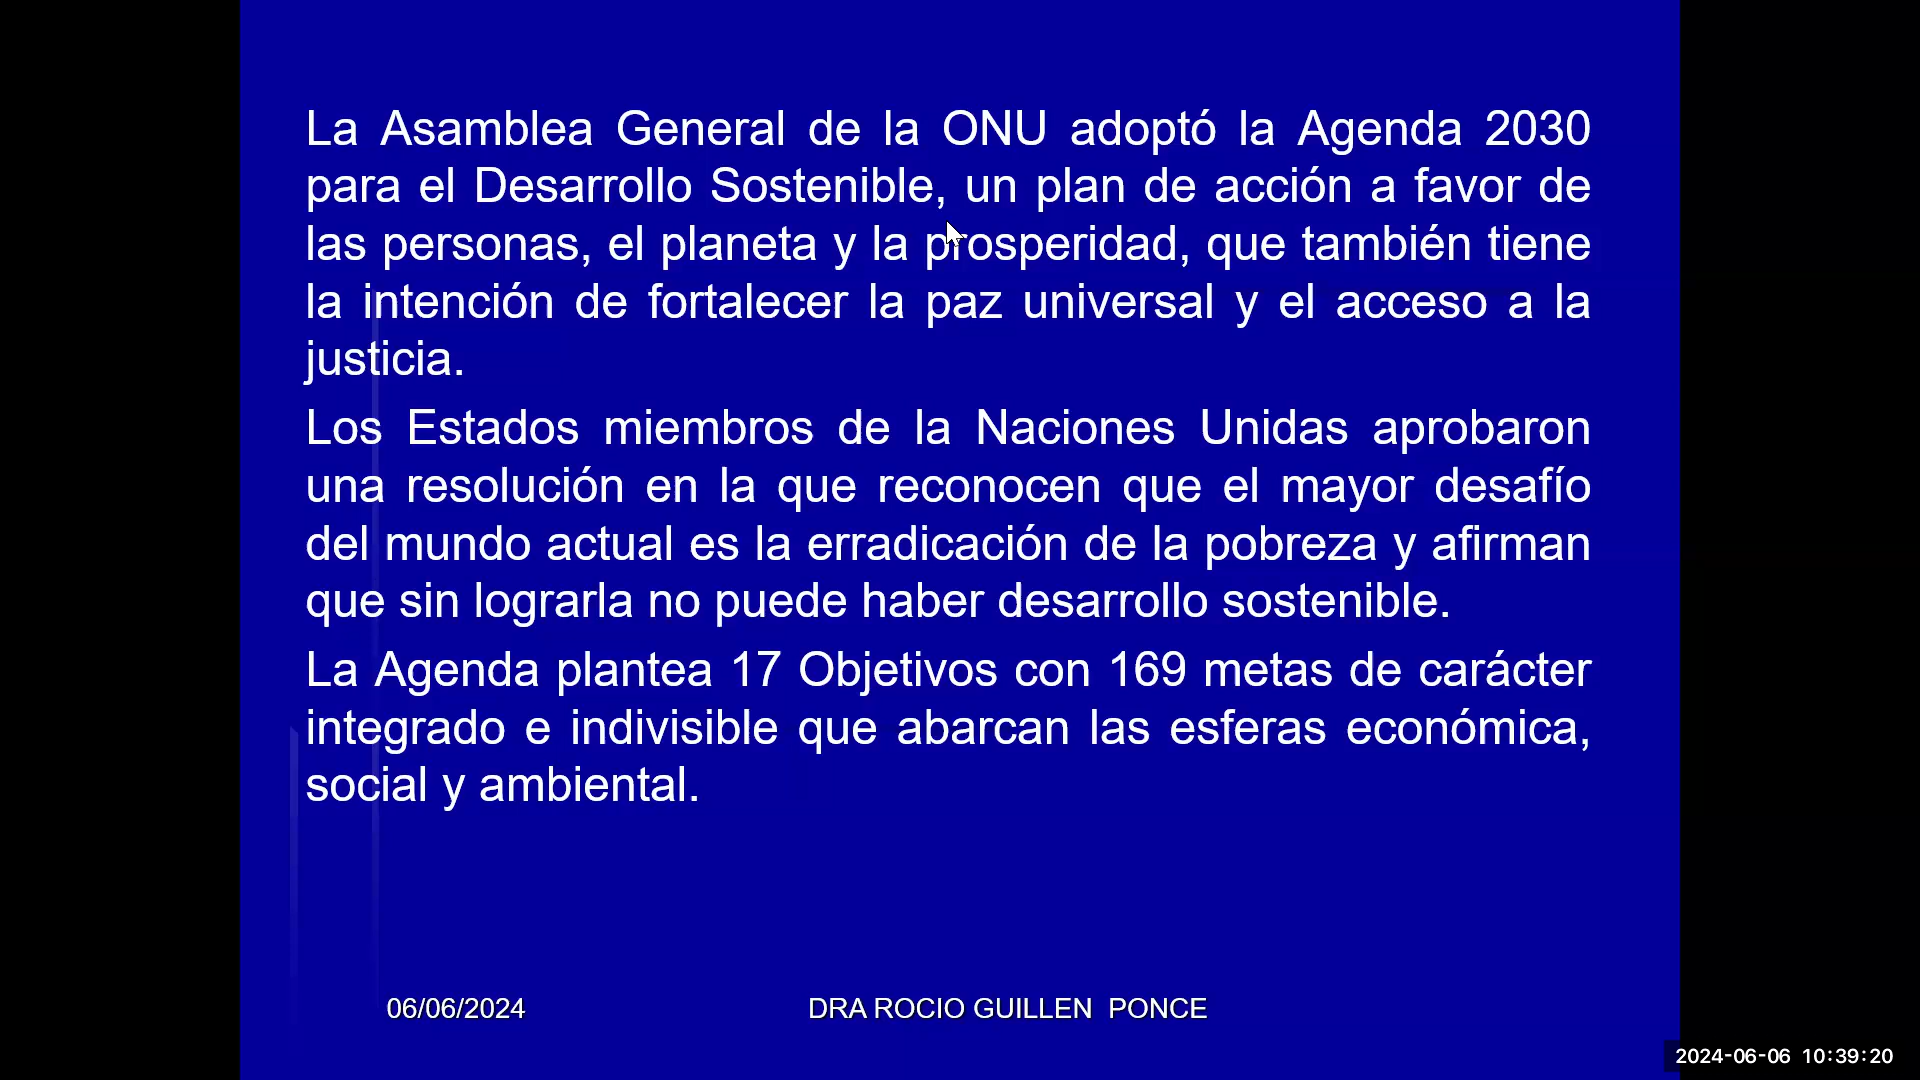 La Asamblea General de la ONU adoptó la Agenda 2030
para el Desarrollo Sostenible, un plan de acción a favor de
las personas, el planeta y la prosperidad, que también tiene
la intención de fortalecer la paz universal y el acceso a la
justicia.
Los Estados miembros de la Naciones Unidas aprobaron
una resolución en la que reconocen que el mayor desafío
del mundo actual es la erradicación de la pobreza y afirman
que sin lograrla no puede haber desarrollo sostenible.
La Agenda plantea 17 Objetivos con 169 metas de carácter
integrado e indivisible que abarcan las esferas económica,
social y ambiental.
06/06/2024
DRA ROCIO GUILLEN  PONCE
2024-06-06 10:39:20